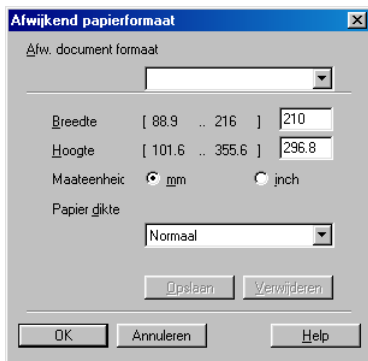 Afwijkend papierformaat
Afw. document formaat
Breedte [ 88.9 .. 216 ] 210
Hoogte [ 101.6 .. 355.6 ] 296.8
Maateenheic mm inch
Papier dikte
Normaal
Opslaan Verwijderen
OK Annuleren Help